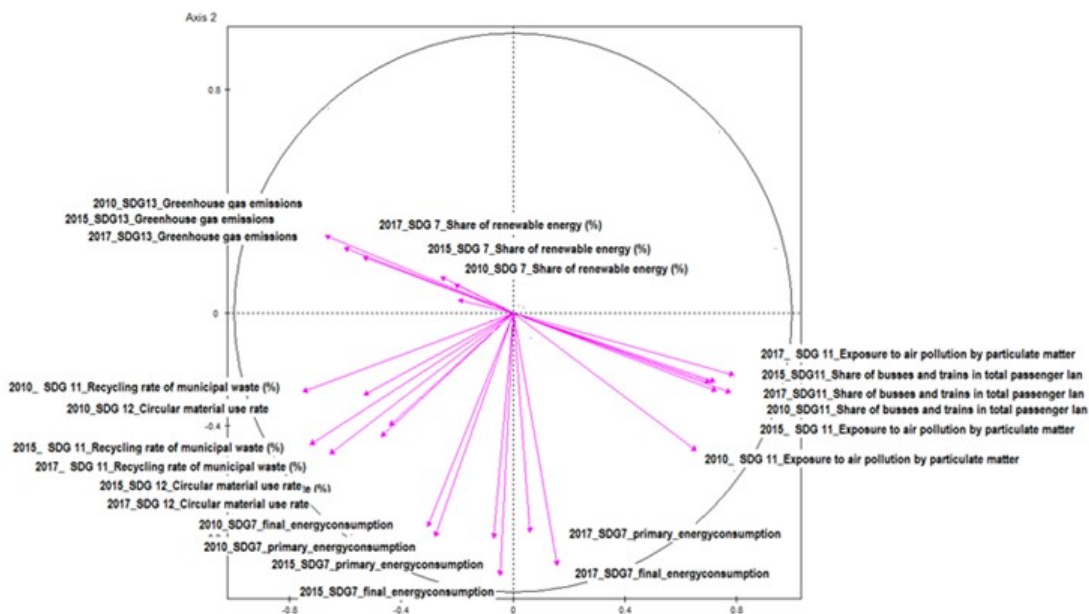 Axis 2
0.8
2010_SDG13_Greenhouse gas emissions
2015_SDG13_Greenhouse gas emissions
2017_SDG13_Greenhouse gas emissions
2017_SDG 7_Share of renewable energy (%)
2015_SDG 7_Share of renewable energy (%)
2010_SDG 7_Share of renewable energy (%)
0
2017_ SDG 11_Exposure to air pollution by particulate matter
2015_SDG11_Share of busses and trains in total passenger lan
2017_SDG11_Share of busses and trains in total passenger lan
2010_SDG11_Share of busses and trains in total passenger lan
2015_ SDG 11_Exposure to air pollution by particulate matter
2010_ SDG 11_Exposure to air pollution by particulate matter
2010_ SDG 11_Recycling rate of municipal waste (%)
2010_SDG 12_Circular material use rate
-0.4
2015_ SDG 11_Recycling rate of municipal waste (%)
2017_ SDG 11_Recycling rate of municipal waste (%)
2015_SDG 12_Circular material use rate
te (%)
2017_SDG 12_Circular material use rate
2010_SDG7_final_energyconsumption
2010_SDG7_primary_energyconsumption
2015_SDG7_primary_energyconsumption
2015_SDG7_final_energyconsumption
2017_SDG7_primary_energyconsumption
2017_SDG7_final_energyconsumption
-0.8 -0.4 0 0.4 0.8